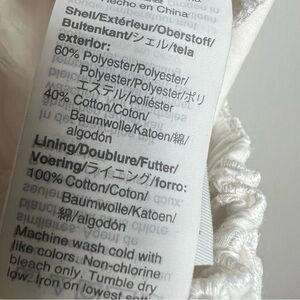 Hecho en China
Shell/Extérieur/Oberstoff/
Buitenkant/シェル/tela
exterior:
60% Polyester/Polyester/
Polyester/Polyester/ポリ
エステル/poliéster
40% Cotton/Coton/
Baumwolle/Katoen/綿/
algodón
Lining/Doublure/Futter/
Voering/ライニング/forro:
100% Cotton/Coton/
Baumwolle/Katoen/
綿/algodón
Machine wash cold with
like colors. Non-chlorine
bleach only. Tumble dry
low. Iron on lowest